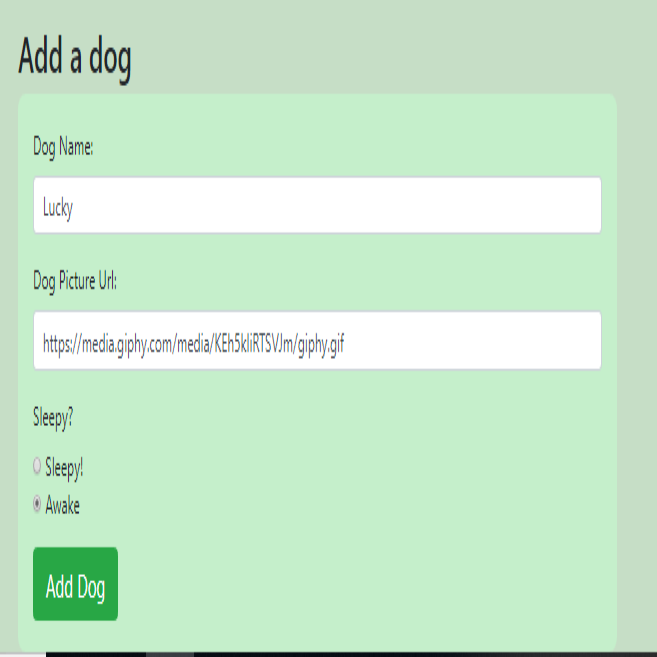 Add a dog
Dog Name:
Lucky
Dog Picture Url:
https://media.giphy.com/media/KEh5kliRTSVJm/giphy.gif
Sleepy?
Sleepy!
Awake
Add Dog